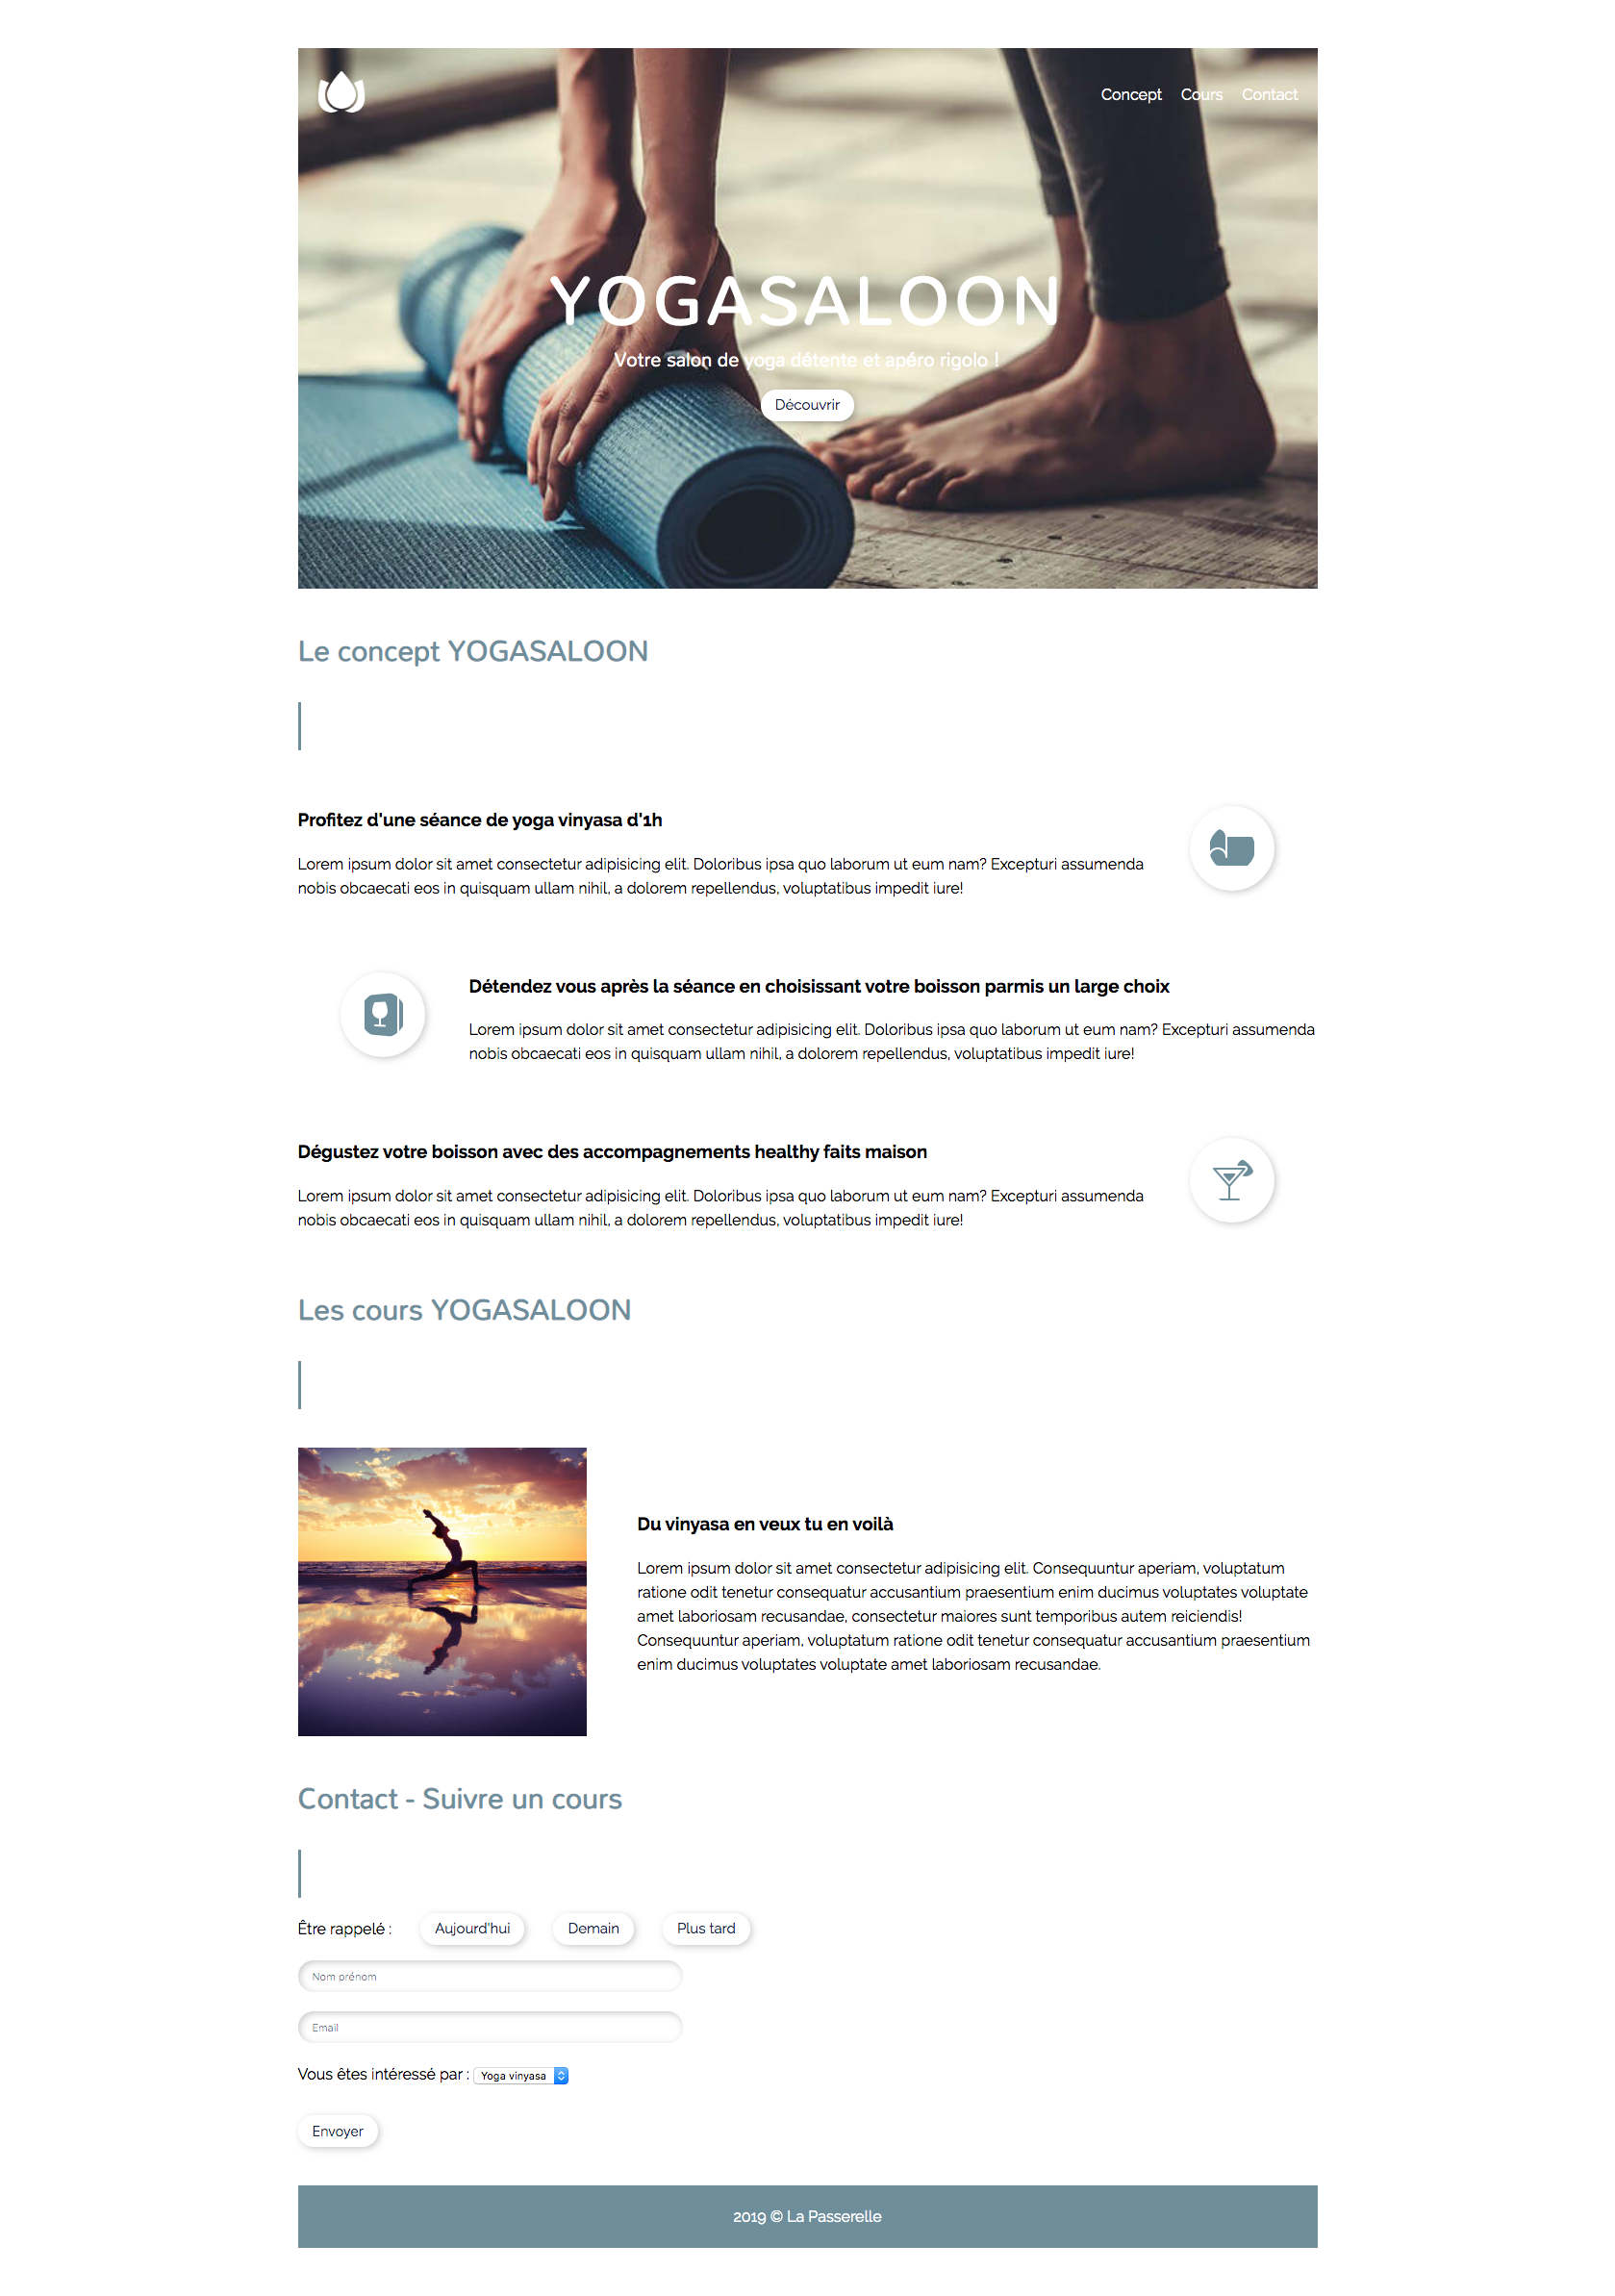 Concept Cours Contact
YOGASALOON
Votre salon de yoga détente et apéro rigolo !
Découvrir
Le concept YOGASALOON
Profitez d'une séance de yoga vinyasa d'1h
Lorem ipsum dolor sit amet consectetur adipisicing elit. Doloribus ipsa quo laborum ut eum nam? Excepturi assumenda
nobis obcaecati eos in quisquam ullam nihil, a dolorem repellendus, voluptatibus impedit iure!
Détendez vous après la séance en choisissant votre boisson parmis un large choix
Lorem ipsum dolor sit amet consectetur adipisicing elit. Doloribus ipsa quo laborum ut eum nam? Excepturi assumenda
nobis obcaecati eos in quisquam ullam nihil, a dolorem repellendus, voluptatibus impedit iure!
Dégustez votre boisson avec des accompagnements healthy faits maison
Lorem ipsum dolor sit amet consectetur adipisicing elit. Doloribus ipsa quo laborum ut eum nam? Excepturi assumenda
nobis obcaecati eos in quisquam ullam nihil, a dolorem repellendus, voluptatibus impedit iure!
Les cours YOGASALOON
Du vinyasa en veux tu en voilà
Lorem ipsum dolor sit amet consectetur adipisicing elit. Consequuntur aperiam, voluptatum
ratione odit tenetur consequatur accusantium praesentium enim ducimus voluptates voluptate
amet laboriosam recusandae, consectetur maiores sunt temporibus autem reiciendis!
Consequuntur aperiam, voluptatum ratione odit tenetur consequatur accusantium praesentium
enim ducimus voluptates voluptate amet laboriosam recusandae.
Contact - Suivre un cours
Être rappelé : Aujourd'hui Demain Plus tard
Nom prénom
Email
Vous êtes intéressé par : Yoga vinyasa
Envoyer
2019 © La Passerelle